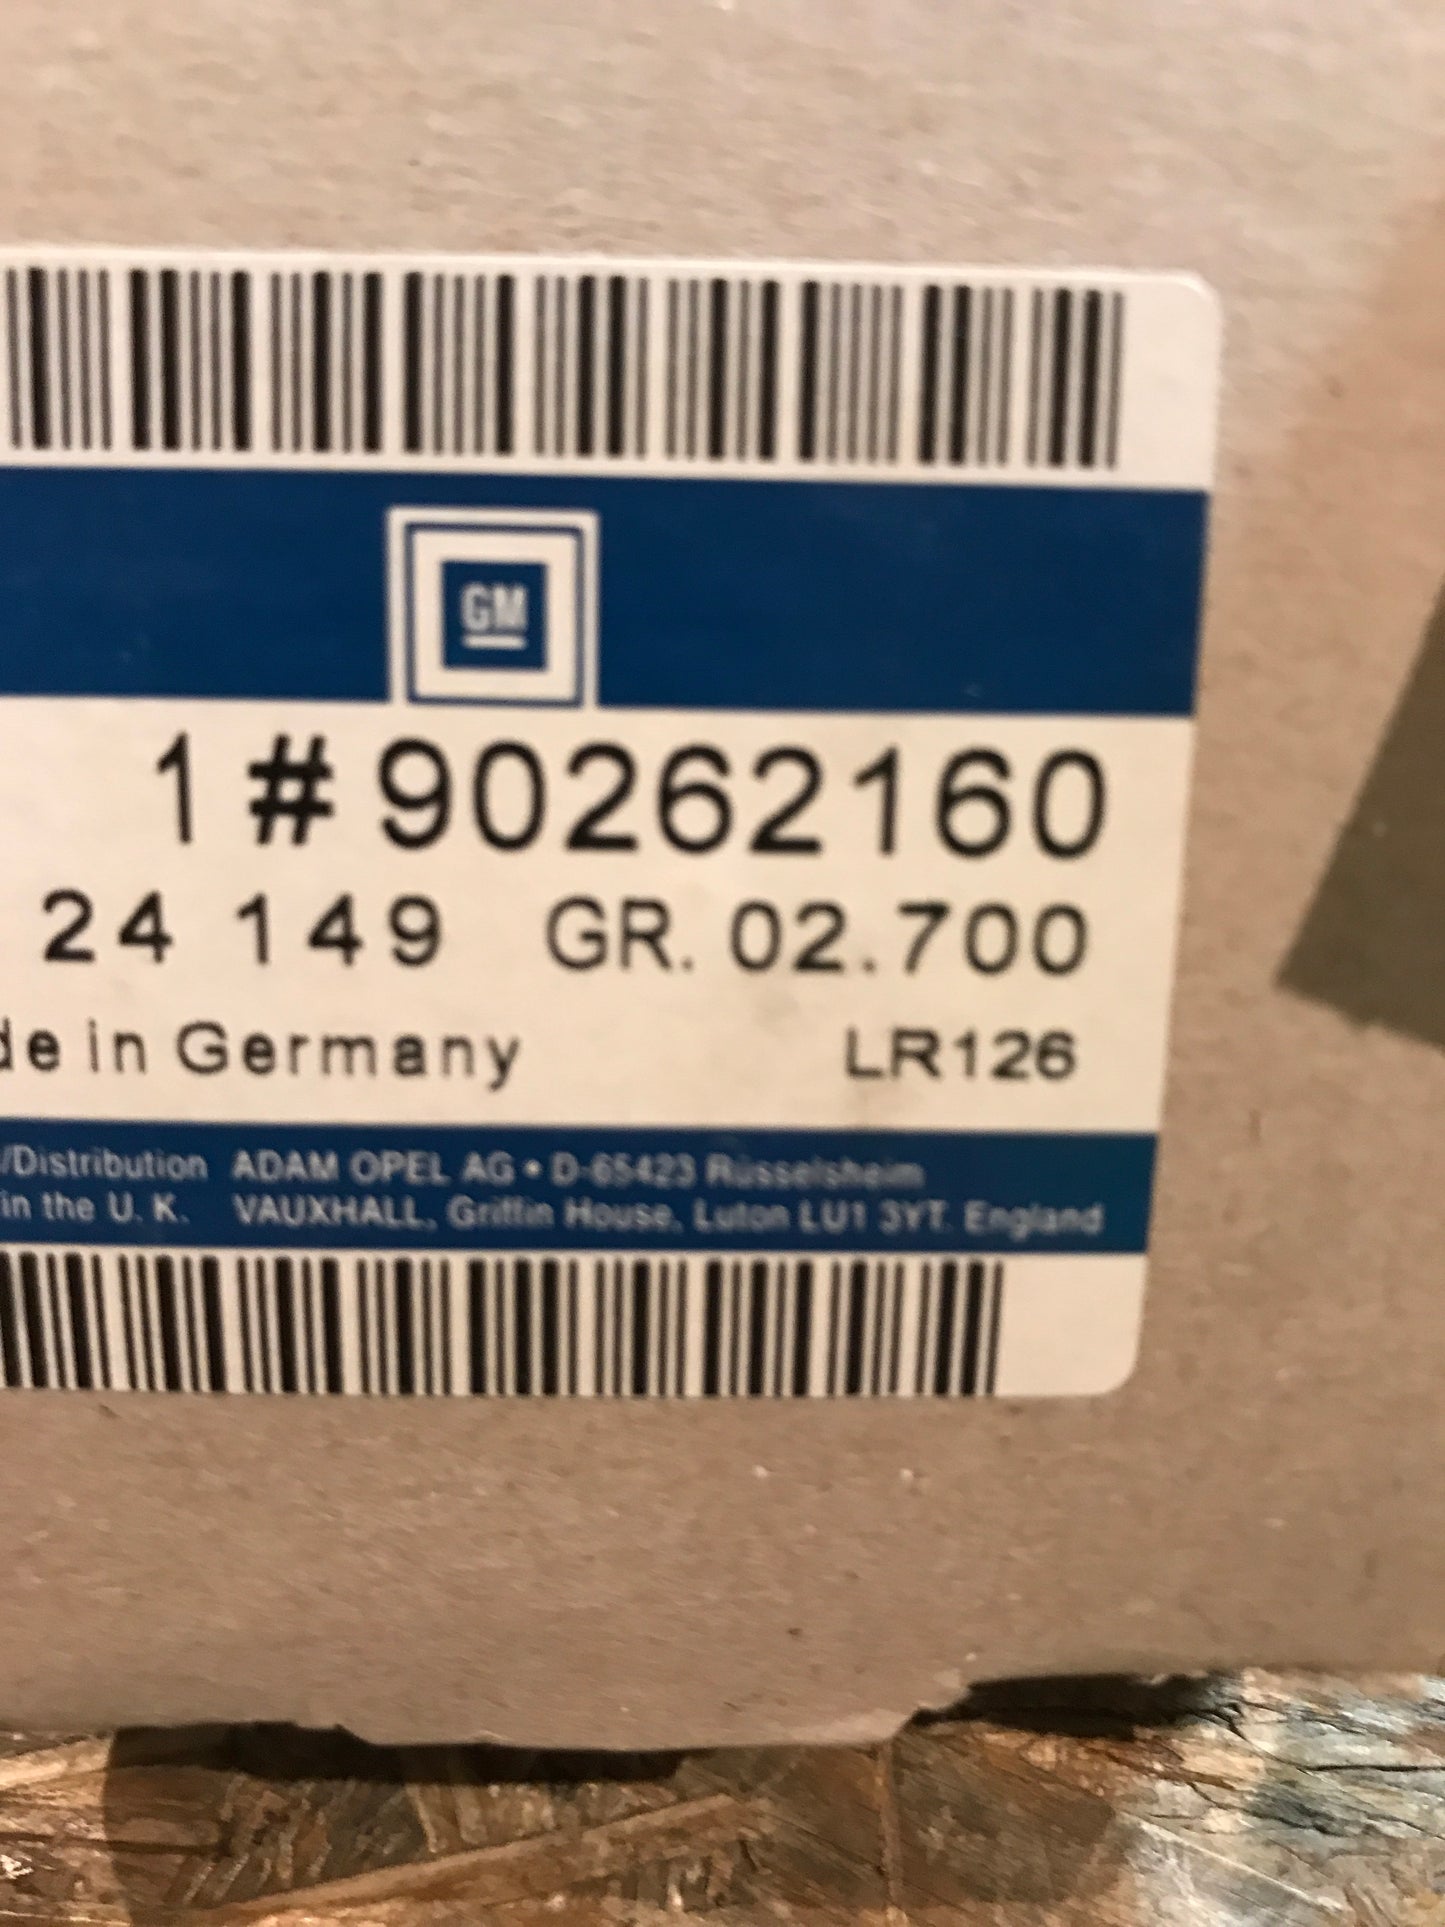 GM
1 # 90262160
24 149 GR. 02.700
de in Germany LR126
/Distribution ADAM OPEL AG • D-65423 Rüsselsheim
in the U. K. VAUXHALL, Griffin House, Luton LU1 3YT. England